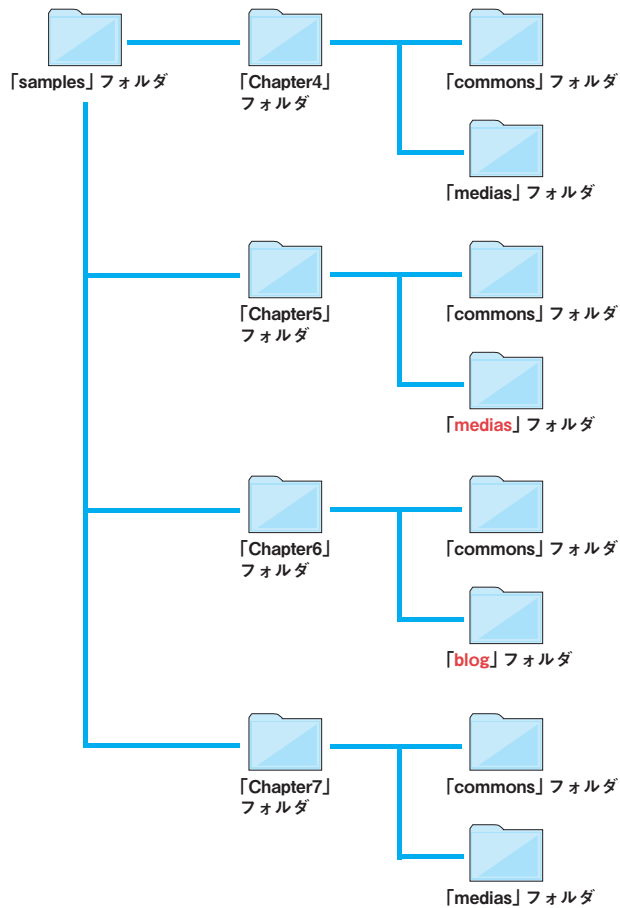 「samples」フォルダ
「Chapter4」
フォルダ
「commons」フォルダ
「medias」フォルダ
「Chapter5」
フォルダ
「commons」フォルダ
「medias」フォルダ
「Chapter6」
フォルダ
「commons」フォルダ
「blog」フォルダ
「Chapter7」
フォルダ
「commons」フォルダ
「medias」フォルダ